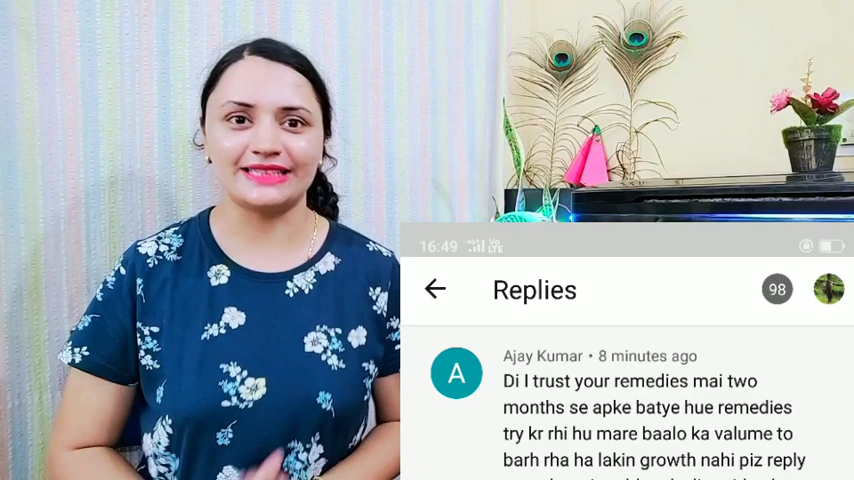 16:49
Replies
98
Ajay Kumar • 8 minutes ago
A
Di I trust your remedies mai two
months se apke batye hue remedies
try kr rhi hu mare baalo ka valume to
barh rha ha lakin growth nahi piz reply